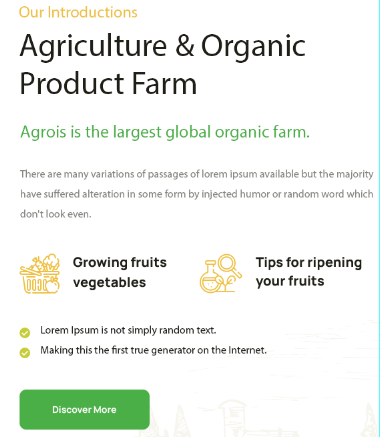 Our Introductions
Agriculture & Organic
Product Farm
Agrois is the largest global organic farm.
There are many variations of passages of lorem ipsum available but the majority
have suffered alteration in some form by injected humor or random word which
don't look even.
Growing fruits
vegetables
Tips for ripening
your fruits
Lorem Ipsum is not simply random text.
Making this the first true generator on the Internet.
Discover More